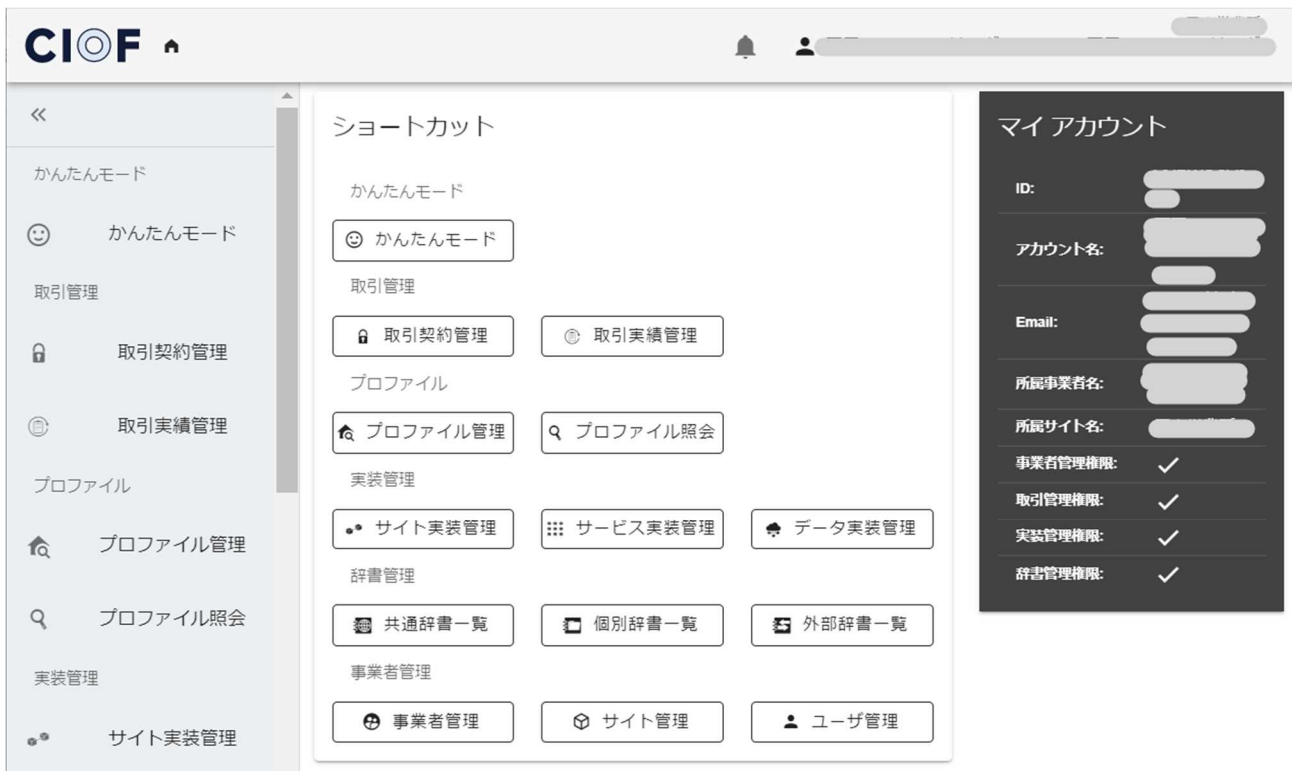 CIOF
かんたんモード
かんたんモード
取引管理
取引契約管理
取引実績管理
プロファイル
プロファイル管理
プロファイル照会
実装管理
サイト実装管理
ショートカット
かんたんモード
かんたんモード
取引管理
取引契約管理 取引実績管理
プロファイル
プロファイル管理 プロファイル照会
実装管理
サイト実装管理 サービス実装管理 データ実装管理
辞書管理
共通辞書一覧 個別辞書一覧 外部辞書一覧
事業者管理
事業者管理 サイト管理 ユーザ管理
マイ アカウント
ID:
アカウント名:
Email:
所属事業者名:
所属サイト名:
事業者管理権限:
取引管理権限:
実装管理権限:
辞書管理権限: